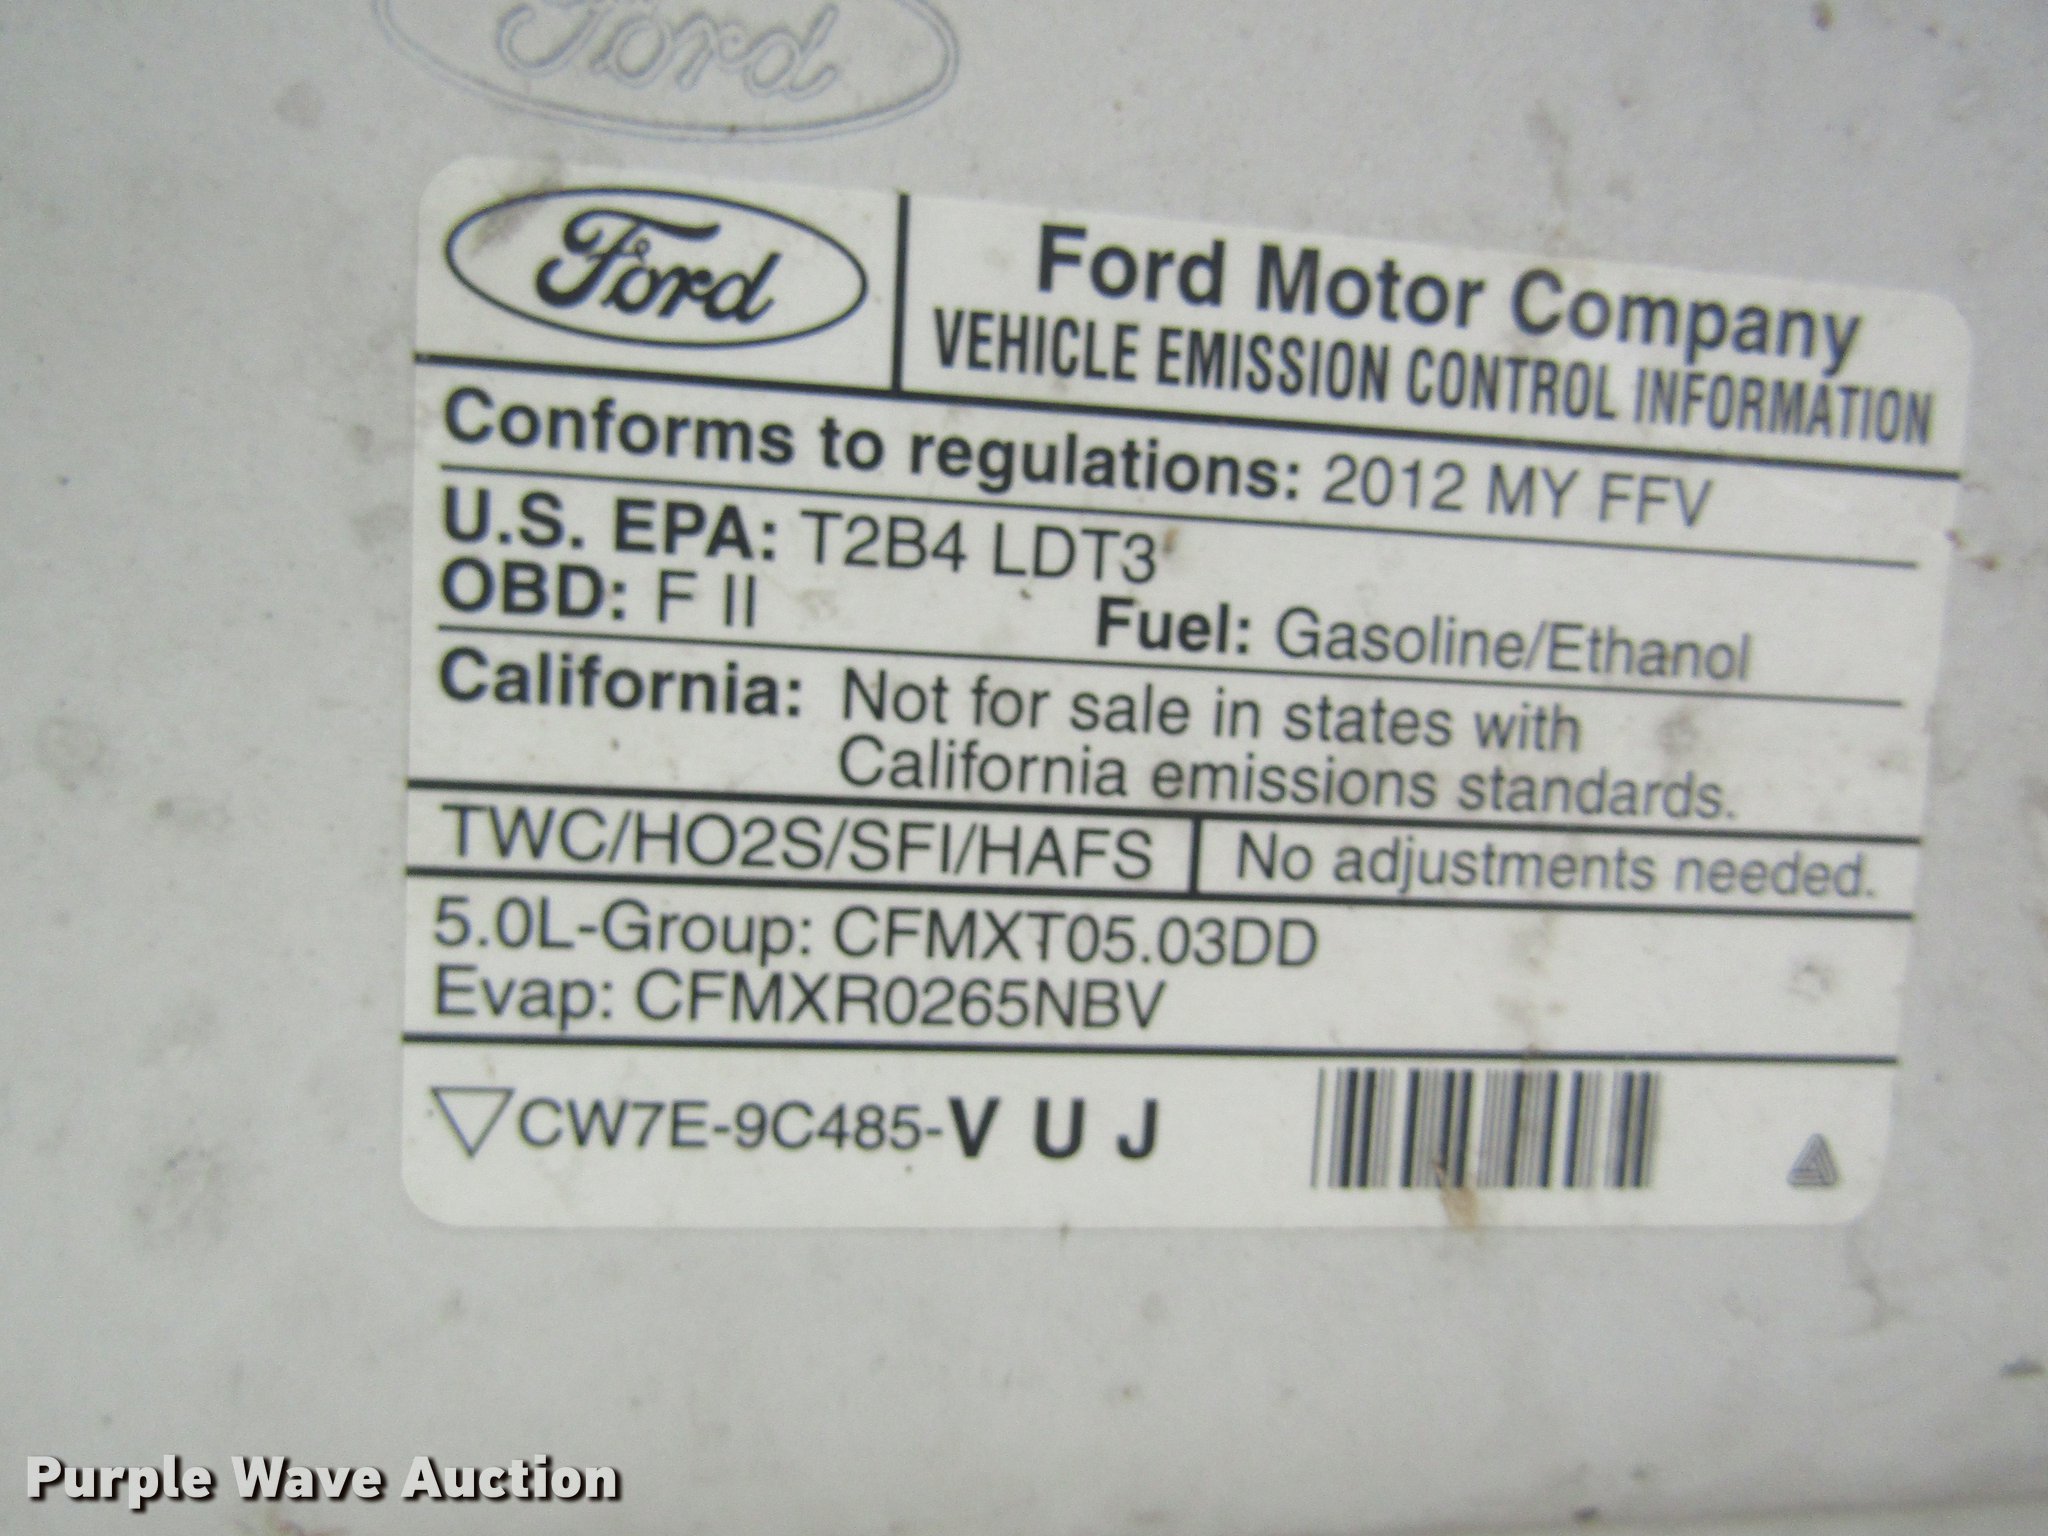 Ford
Ford
Ford Motor Company
VEHICLE EMISSION CONTROL INFORMATION
Conforms to regulations: 2012 MY FFV
U.S. EPA: T2B4 LDT3
OBD: F II
Fuel: Gasoline/Ethanol
California: Not for sale in states with
California emissions standards.
TWC/HO2S/SFI/HAFS
No adjustments needed.
5.0L-Group: CFMXT05.03DD
Evap: CFMXR0265NBV
CW7E-9C485-V U J
Purple Wave Auction